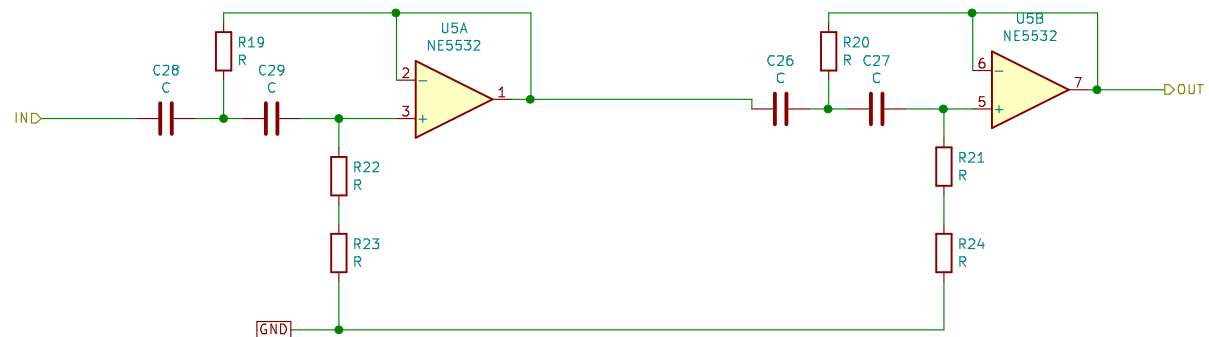 U5A
NE5532
R19
R
C28
C
C29
C
2
3
1
IN
R22
R
R23
R
GND
U5B
NE5532
R20
R
C26
C
C27
C
6
5
7
OUT
R21
R
R24
R